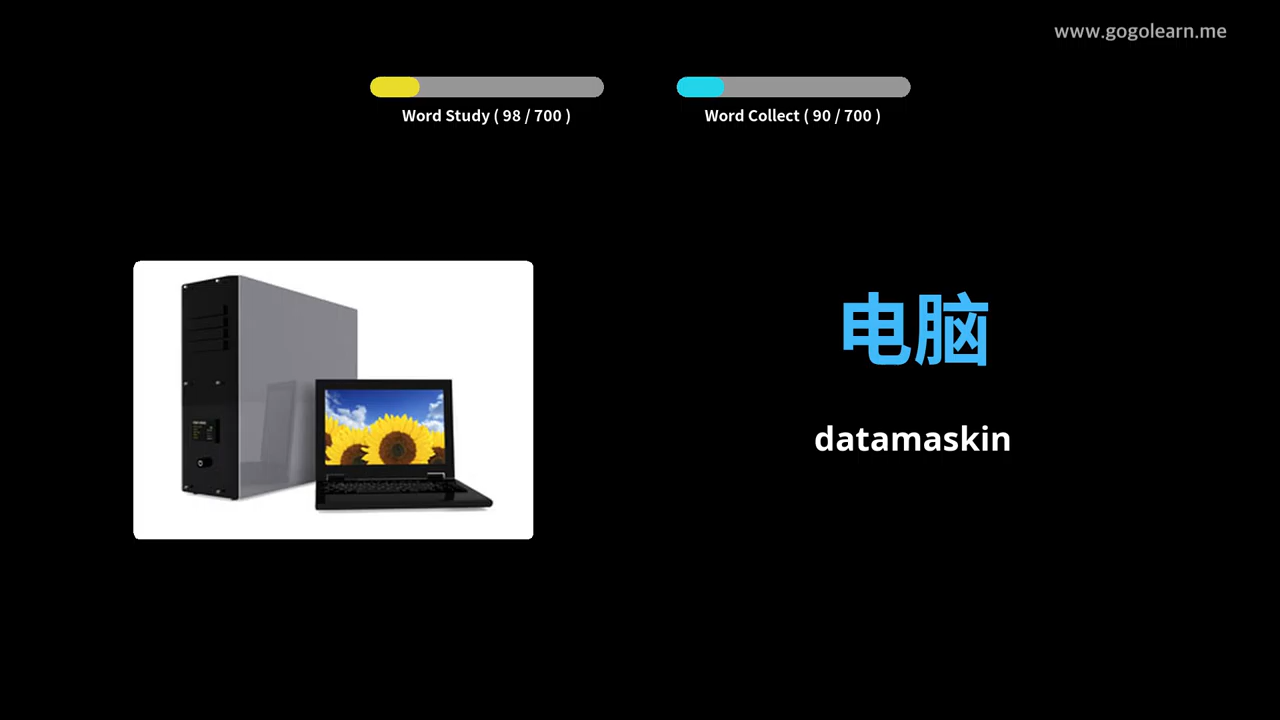 www.gogolearn.me
Word Study ( 98 / 700 )
Word Collect ( 90 / 700 )
电脑
datamaskin